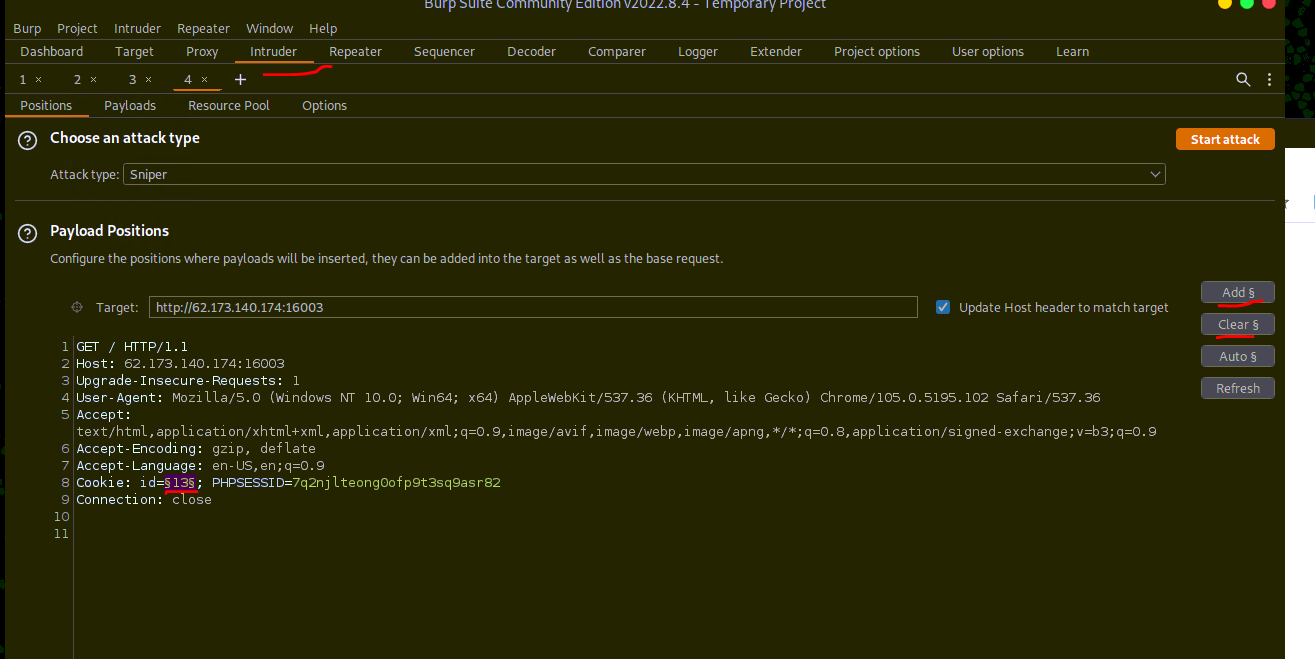 Burp Suite Community Edition v2022.8.4 - Temporary Project
Burp Project Intruder Repeater Window Help
Dashboard Target Proxy Intruder Repeater Sequencer Decoder Comparer Logger Extender Project options User options Learn
1 × 2 × 3 × 4 × +
Positions Payloads Resource Pool Options
? Choose an attack type
Start attack
Attack type: Sniper
? Payload Positions
Configure the positions where payloads will be inserted, they can be added into the target as well as the base request.
Add §
Target: http://62.173.140.174:16003 Update Host header to match target
Clear §
Auto §
Refresh
1 GET / HTTP/1.1
2 Host: 62.173.140.174:16003
3 Upgrade-Insecure-Requests: 1
4 User-Agent: Mozilla/5.0 (Windows NT 10.0; Win64; x64) AppleWebKit/537.36 (KHTML, like Gecko) Chrome/105.0.5195.102 Safari/537.36
5 Accept:
text/html,application/xhtml+xml,application/xml;q=0.9,image/avif,image/webp,image/apng,*/*;q=0.8,application/signed-exchange;v=b3;q=0.9
6 Accept-Encoding: gzip, deflate
7 Accept-Language: en-US,en;q=0.9
8 Cookie: id=§13§; PHPSESSID=7q2njlteong0ofp9t3sq9asr82
9 Connection: close
10
11